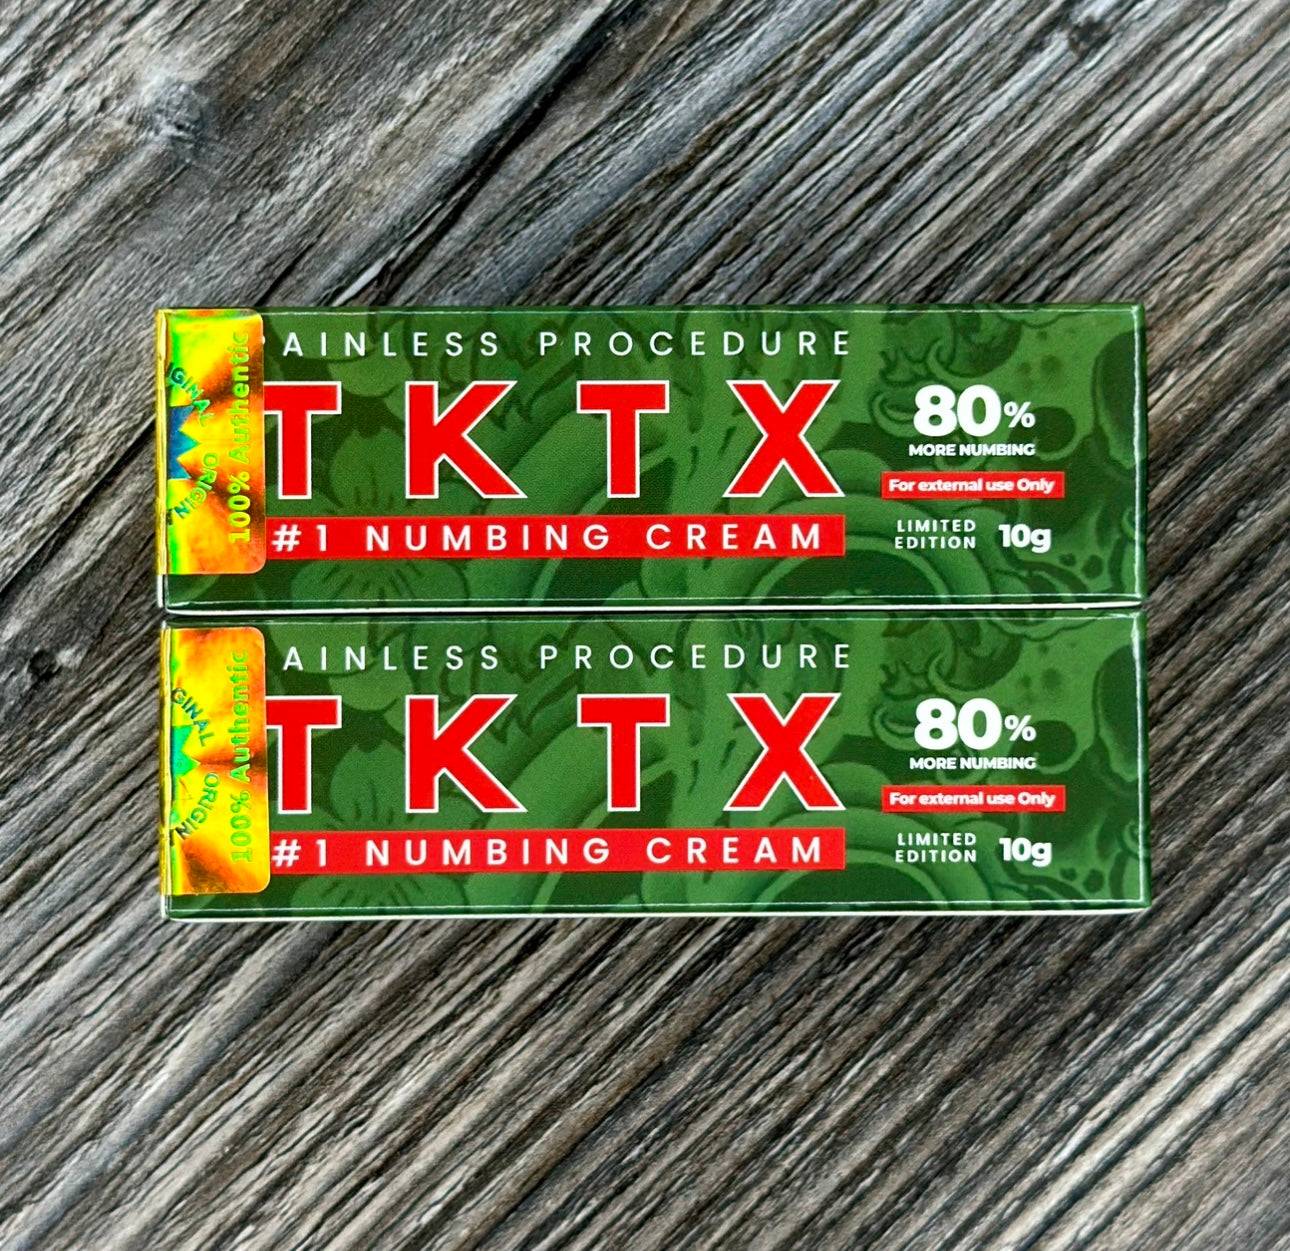 AINLESS PROCEDURE
TKTX
#1 NUMBING CREAM
80%
MORE NUMBING
For external use Only
LIMITED
EDITION
10g
100% Authentic
AINLESS PROCEDURE
TKTX
#1 NUMBING CREAM
80%
MORE NUMBING
For external use Only
LIMITED
EDITION
10g
100% Authentic